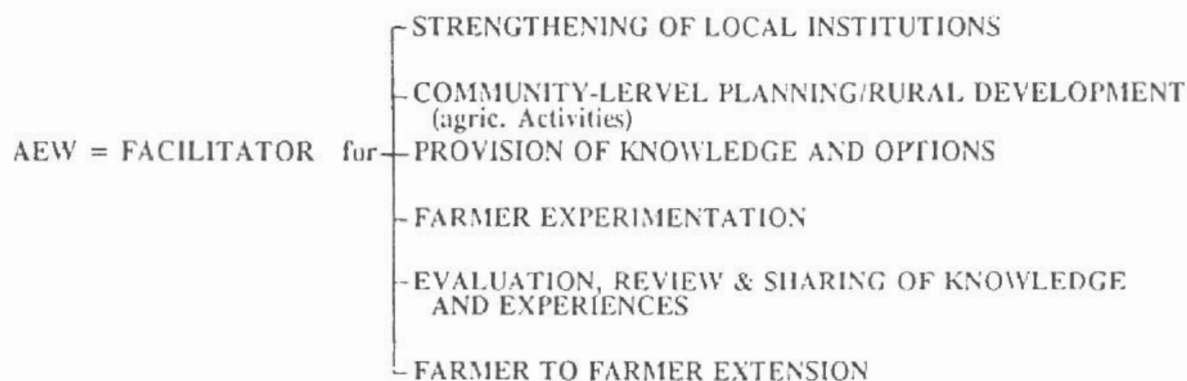 STRENGTHENING OF LOCAL INSTITUTIONS
COMMUNITY-LERVEL PLANNING/RURAL DEVELOPMENT
(agric. Activities)
AEW = FACILITATOR for PROVISION OF KNOWLEDGE AND OPTIONS
FARMER EXPERIMENTATION
EVALUATION, REVIEW & SHARING OF KNOWLEDGE
AND EXPERIENCES
FARMER TO FARMER EXTENSION